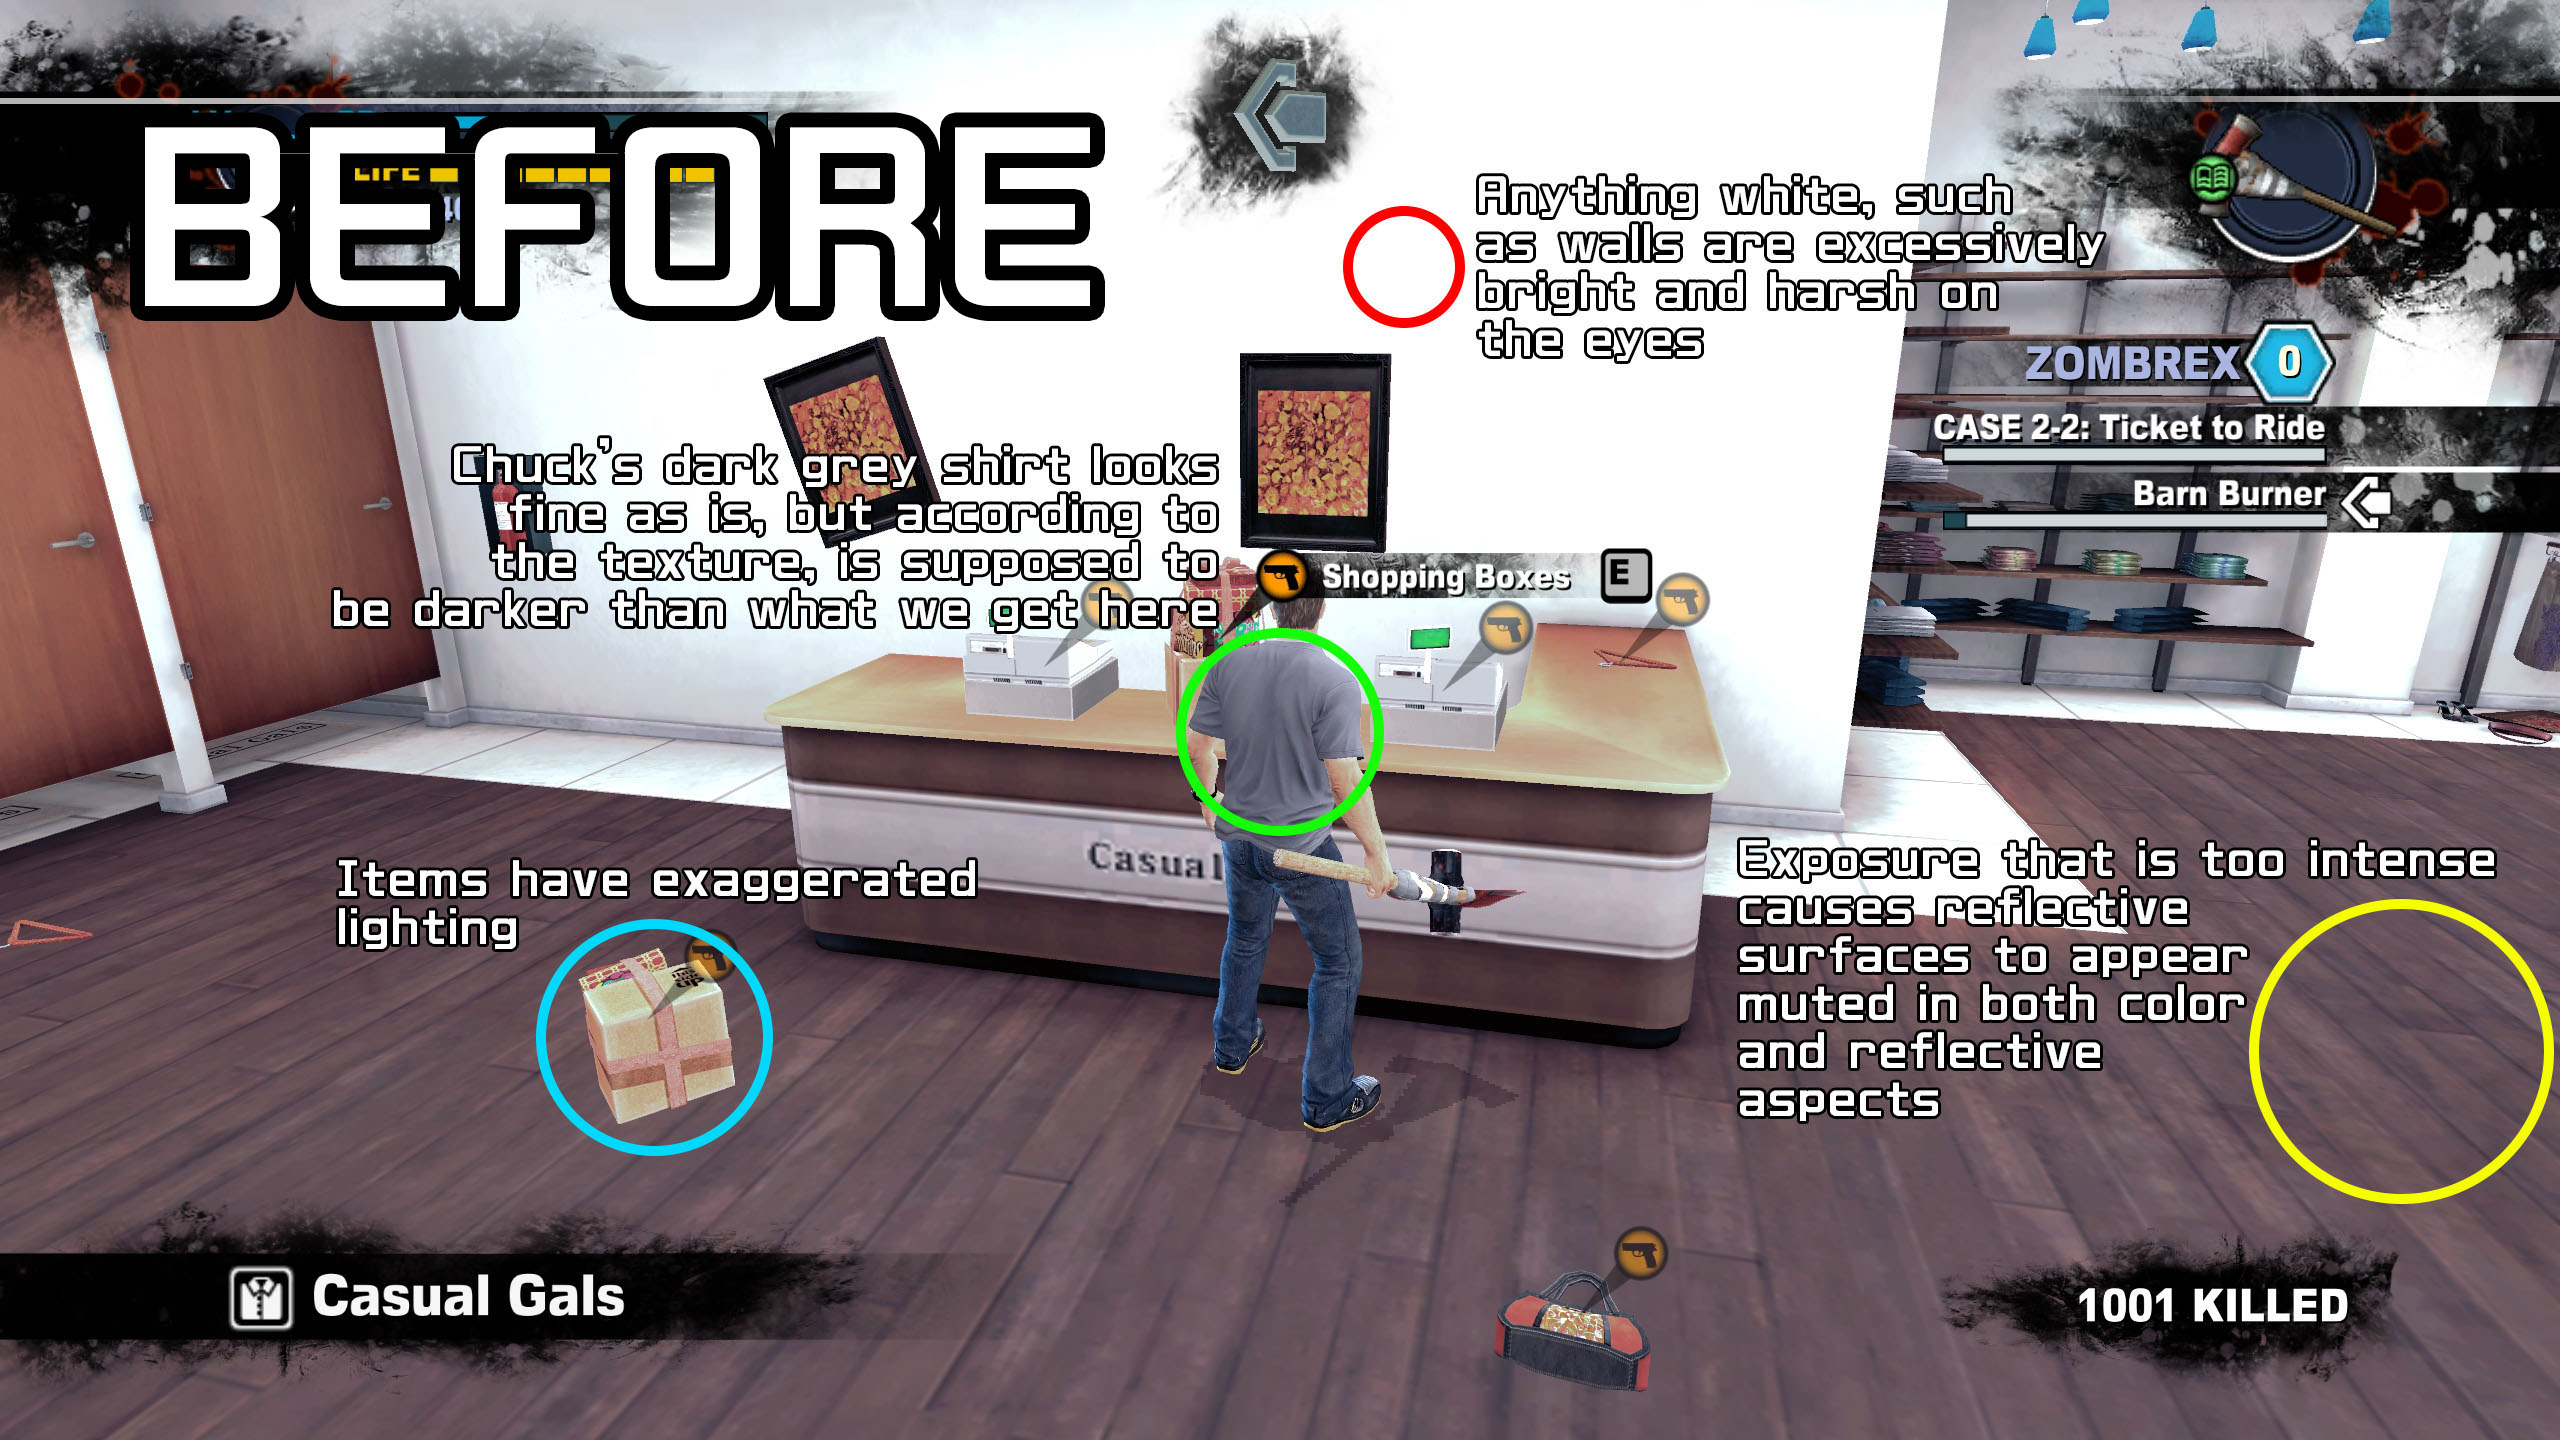 BEFORE
LIFE
Anything white, such
as walls are excessively
bright and harsh on
the eyes
ZOMBREX 0
CASE 2-2: Ticket to Ride
Barn Burner
Chuck's dark grey shirt looks
fine as is, but according to
the texture, is supposed to
be darker than what we get here
Shopping Boxes E
Casual
Items have exaggerated
lighting
Exposure that is too intense
causes reflective
surfaces to appear
muted in both color
and reflective
aspects
Casual Gals
1001 KILLED